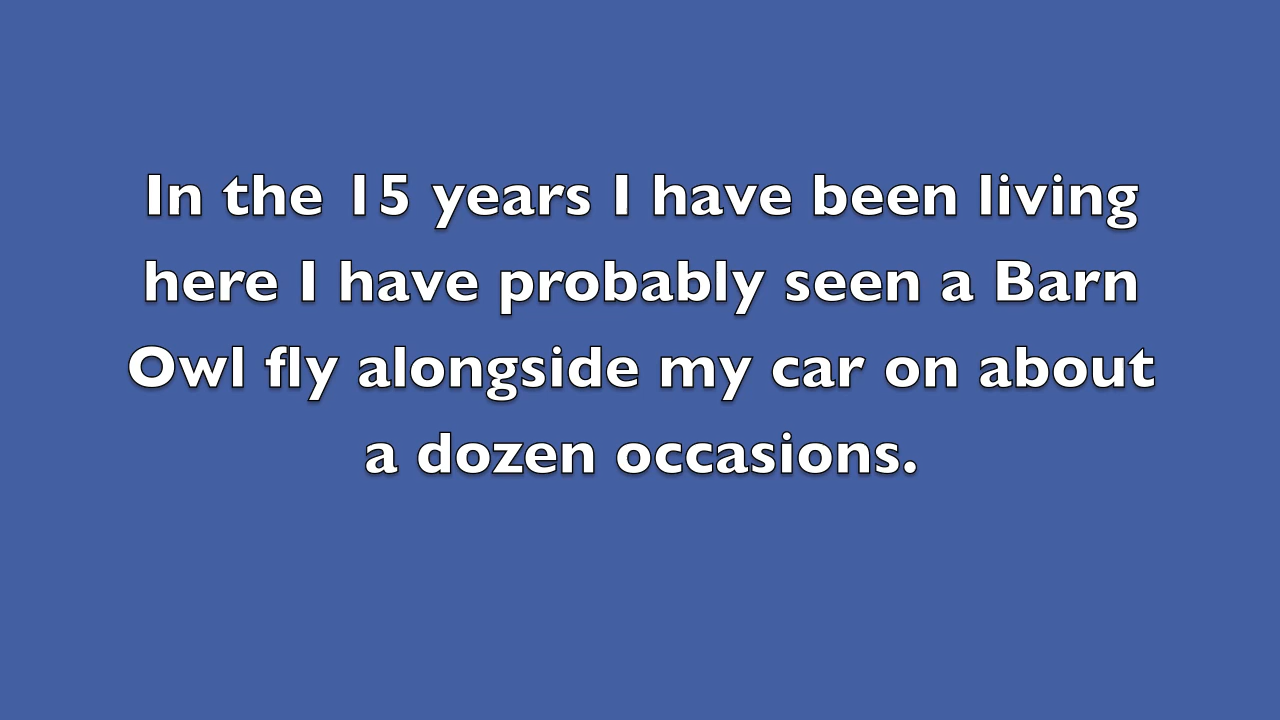 In the 15 years I have been living
here I have probably seen a Barn
Owl fly alongside my car on about
a dozen occasions.